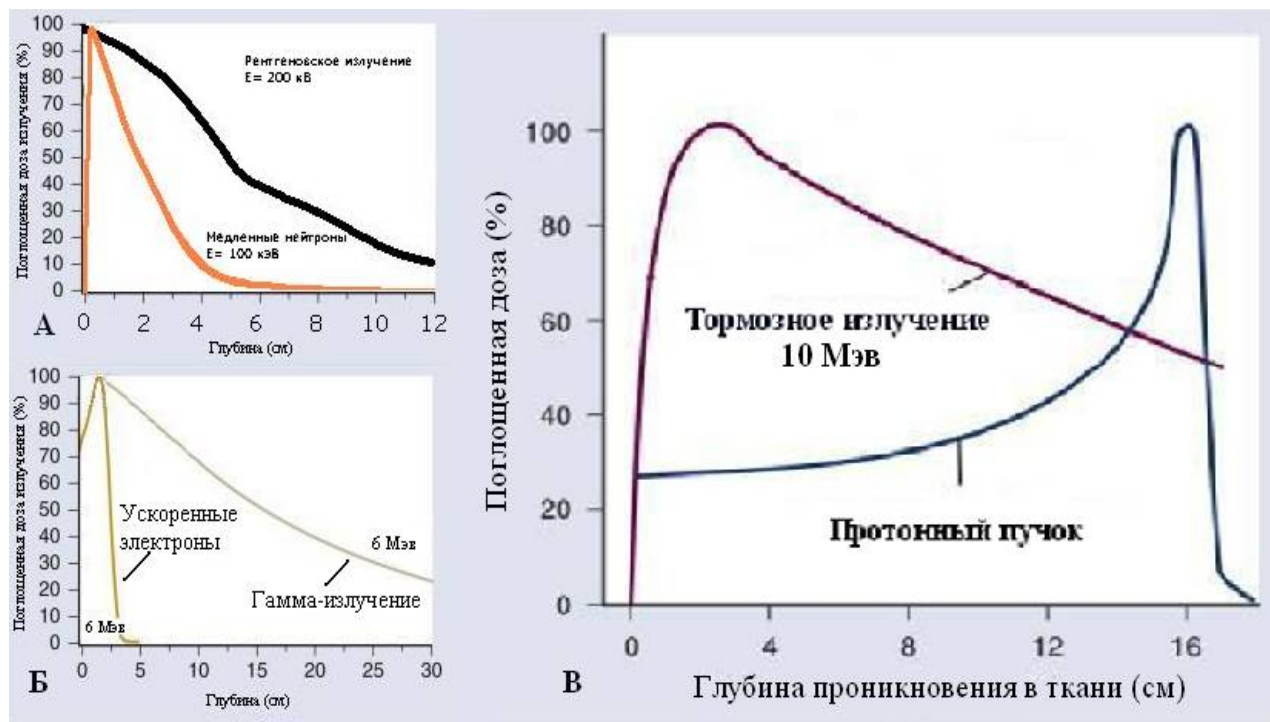 Поглощенная доза излучения (%)
100
90
80
70
60
50
40
30
20
10
0
Рентгеновское излучение
Е= 200 кВ
Медленные нейтроны
Е= 100 кэВ
0 2 4 6 8 10 12
Глубина (см)
А
Поглощенная доза излучения (%)
100
90
80
70
60
50
40
30
20
10
0
Ускоренные
электроны
6 Мэв
Гамма-излучение
6 Мэв
0 5 10 15 20 25 30
Глубина (см)
Б
Поглощенная доза (%)
100
80
60
40
20
0
Тормозное излучение
10 Мэв
Протонный пучок
0 4 8 12 16
Глубина проникновения в ткани (см)
В